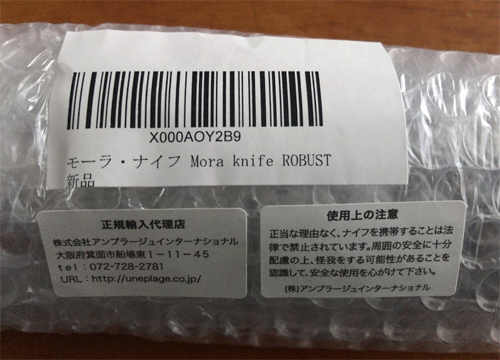 X000AOY2B9
モーラ・ナイフ Mora knife ROBUST
新品
正規輸入代理店
株式会社アンプラージュインターナショナル
大阪府箕面市船場東1－11－45
tel：072-728-2781
URL：http://uneplage.co.jp/
使用上の注意
正当な理由なく、ナイフを携帯することは法
律で禁止されています。周囲の安全に十分
配慮の上、怪我をする可能性があることを
認識して、安全な使用を心がけて下さい。
(株)アンプラージュインターナショナル